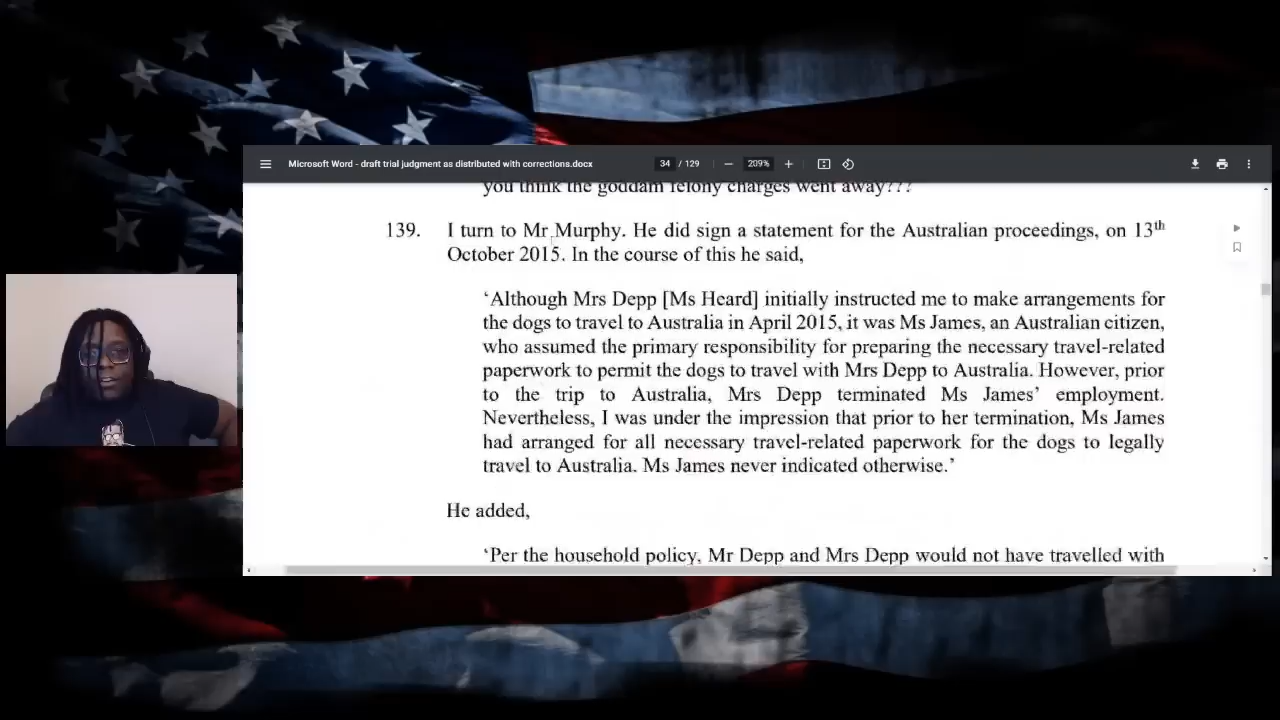 Microsoft Word - draft trial judgment as distributed with corrections.docx
34 / 129
209%
you think the goddam felony charges went away???
139. I turn to Mr Murphy. He did sign a statement for the Australian proceedings, on 13th
October 2015. In the course of this he said,
‘Although Mrs Depp [Ms Heard] initially instructed me to make arrangements for
the dogs to travel to Australia in April 2015, it was Ms James, an Australian citizen,
who assumed the primary responsibility for preparing the necessary travel-related
paperwork to permit the dogs to travel with Mrs Depp to Australia. However, prior
to the trip to Australia, Mrs Depp terminated Ms James’ employment.
Nevertheless, I was under the impression that prior to her termination, Ms James
had arranged for all necessary travel-related paperwork for the dogs to legally
travel to Australia. Ms James never indicated otherwise.’
He added,
‘Per the household policy, Mr Depp and Mrs Depp would not have travelled with